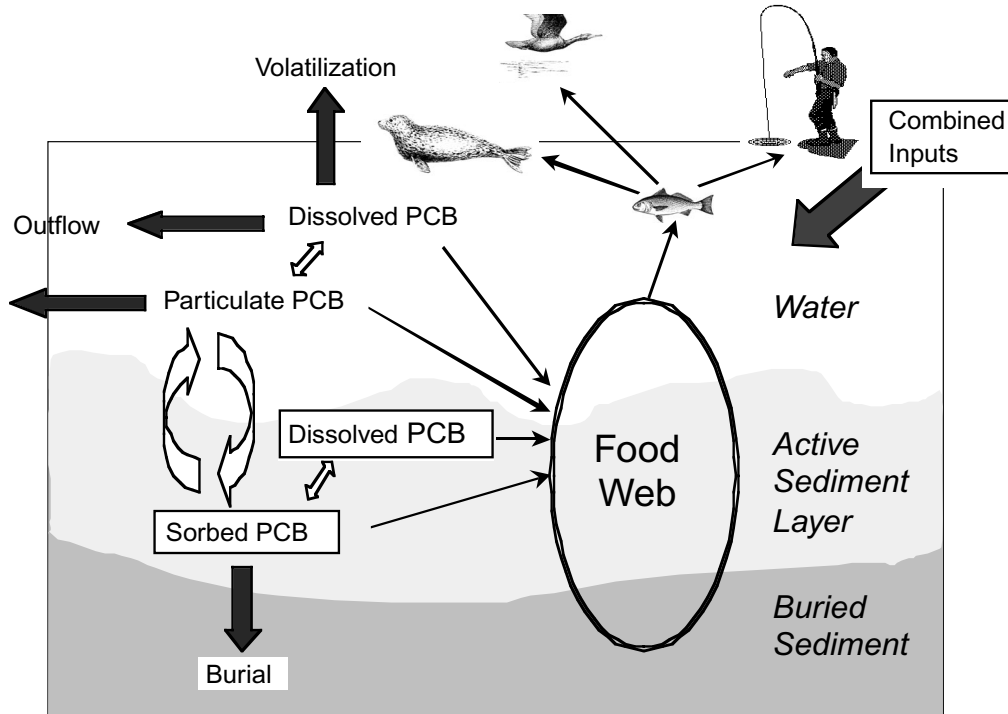 Volatilization
Combined
Inputs
Dissolved PCB
Outflow
Particulate PCB
Water
Dissolved PCB
Food
Web
Active
Sediment
Layer
Sorbed PCB
Buried
Sediment
Burial